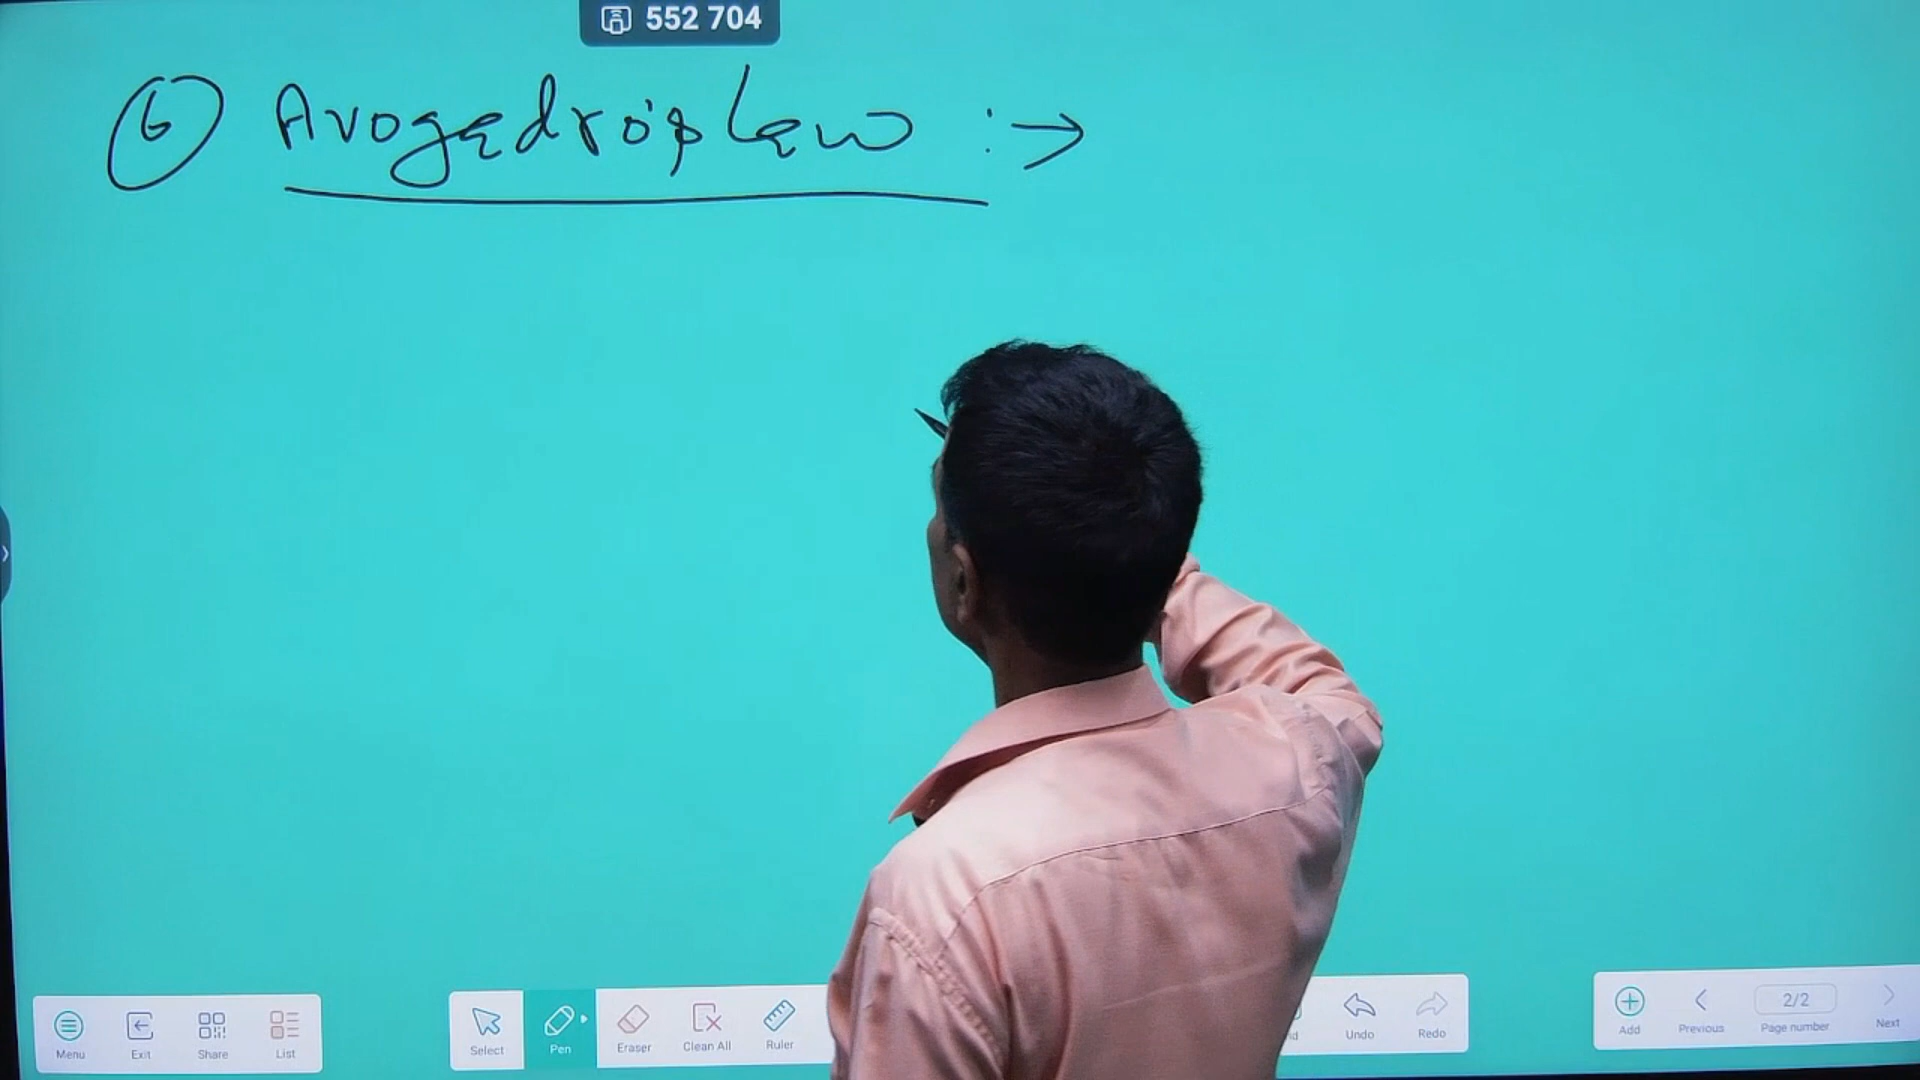 552 704
6 Avogadro's Law :→
Menu Exit Share List
Select Pen Eraser Clean All Ruler
Undo Redo
Add Previous 2/2 Page number Next